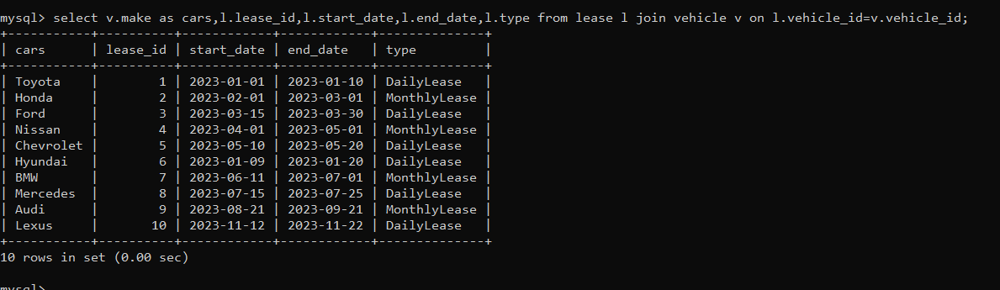 mysql> select v.make as cars,l.lease_id,l.start_date,l.end_date,l.type from lease l join vehicle v on l.vehicle_id=v.vehicle_id;
+-----------+----------+------------+------------+--------------+
| cars      | lease_id | start_date | end_date   | type         |
+-----------+----------+------------+------------+--------------+
| Toyota    |        1 | 2023-01-01 | 2023-01-10 | DailyLease   |
| Honda     |        2 | 2023-02-01 | 2023-03-01 | MonthlyLease |
| Ford      |        3 | 2023-03-15 | 2023-03-30 | DailyLease   |
| Nissan    |        4 | 2023-04-01 | 2023-05-01 | MonthlyLease |
| Chevrolet |        5 | 2023-05-10 | 2023-05-20 | DailyLease   |
| Hyundai   |        6 | 2023-01-09 | 2023-01-20 | DailyLease   |
| BMW       |        7 | 2023-06-11 | 2023-07-01 | MonthlyLease |
| Mercedes  |        8 | 2023-07-15 | 2023-07-25 | DailyLease   |
| Audi      |        9 | 2023-08-21 | 2023-09-21 | MonthlyLease |
| Lexus     |       10 | 2023-11-12 | 2023-11-22 | DailyLease   |
+-----------+----------+------------+------------+--------------+
10 rows in set (0.00 sec)
mysql>